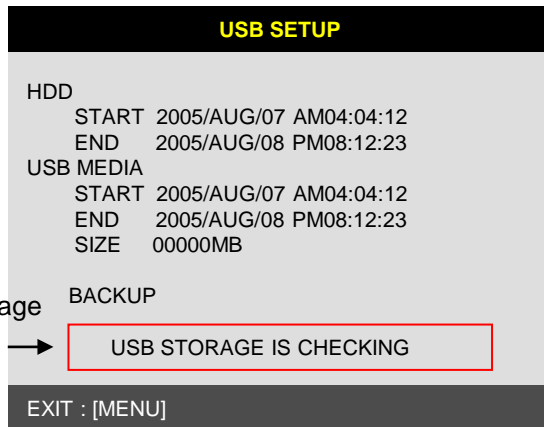 USB SETUP
HDD
START 2005/AUG/07 AM04:04:12
END 2005/AUG/08 PM08:12:23
USB MEDIA
START 2005/AUG/07 AM04:04:12
END 2005/AUG/08 PM08:12:23
SIZE 00000MB
BACKUP
USB STORAGE IS CHECKING
EXIT : [MENU]